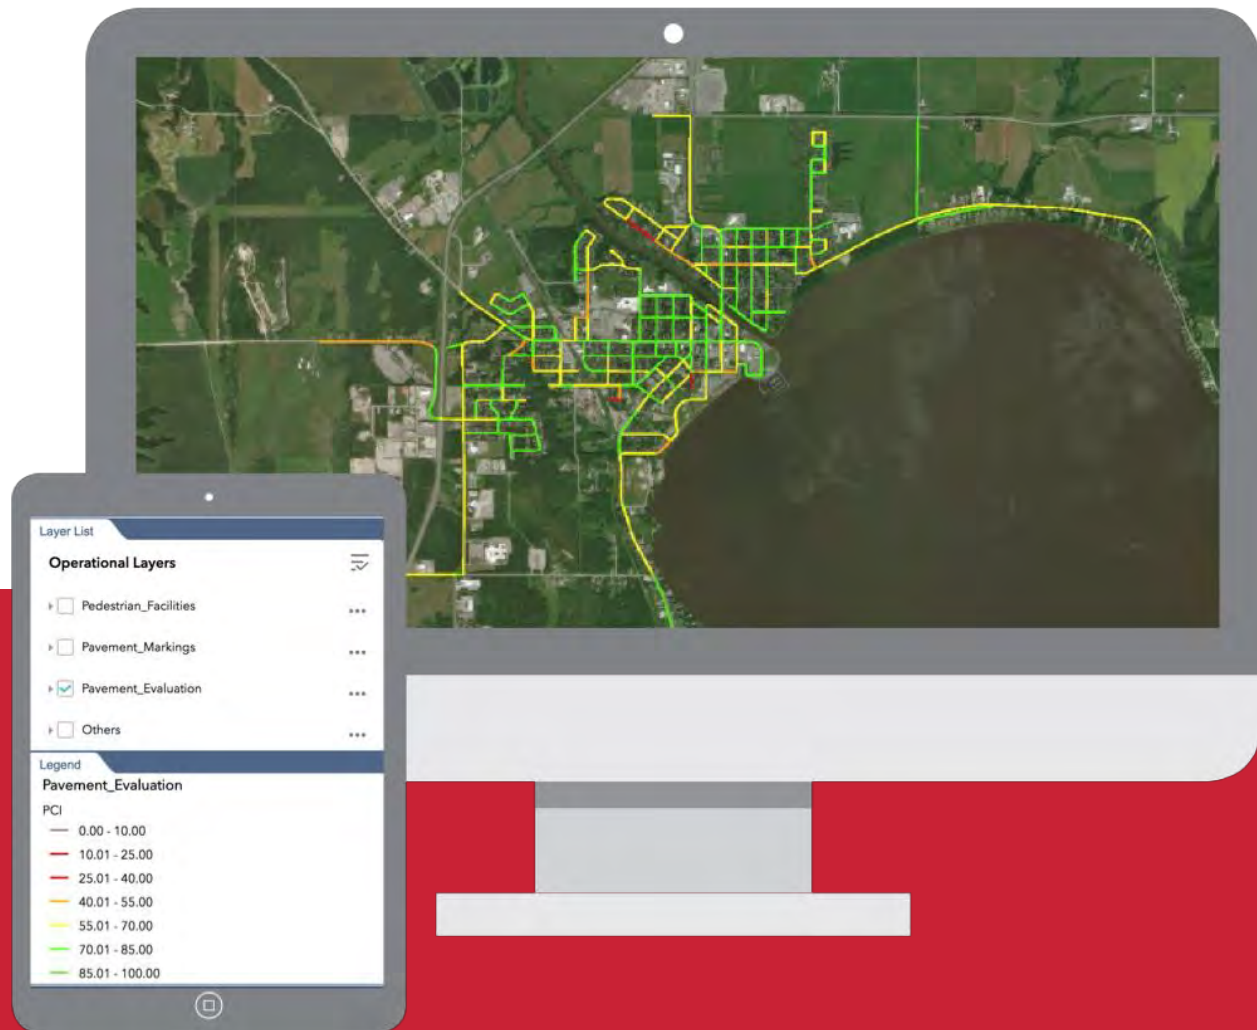 Layer List
Operational Layers
Pedestrian_Facilities
Pavement_Markings
Pavement_Evaluation
Others
Legend
Pavement_Evaluation
PCI
0.00 - 10.00
10.01 - 25.00
25.01 - 40.00
40.01 - 55.00
55.01 - 70.00
70.01 - 85.00
85.01 - 100.00